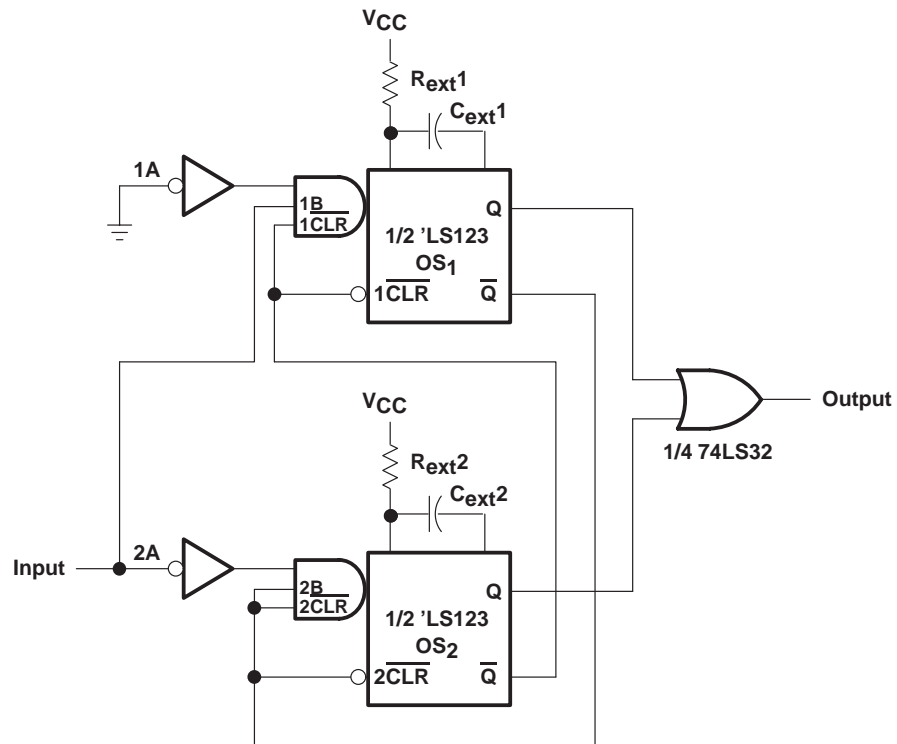 VCC
Rext1
Cext1
1A
1B
1CLR
Q
1/2 'LS123
OS1
1CLR
Q
VCC
Rext2
Cext2
Output
1/4 74LS32
Input
2A
2B
2CLR
Q
1/2 'LS123
OS2
2CLR
Q